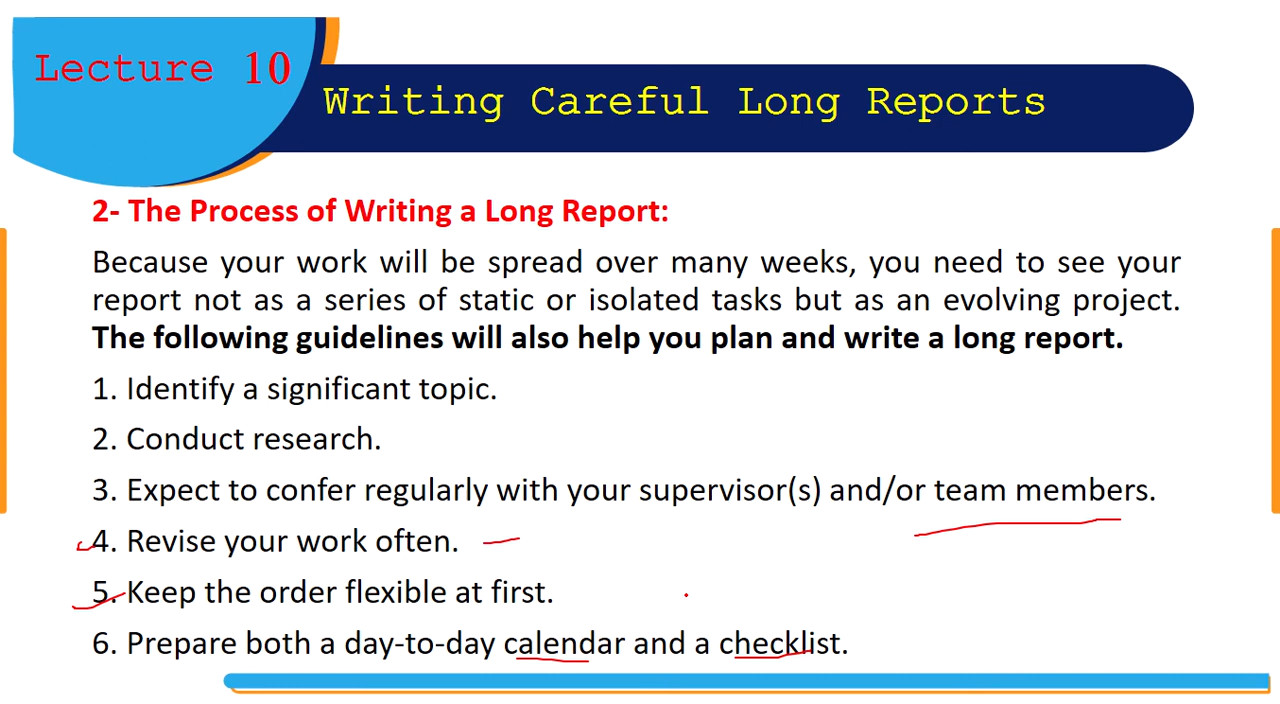 Lecture 10
Writing Careful Long Reports
2- The Process of Writing a Long Report:
Because your work will be spread over many weeks, you need to see your
report not as a series of static or isolated tasks but as an evolving project.
The following guidelines will also help you plan and write a long report.
1. Identify a significant topic.
2. Conduct research.
3. Expect to confer regularly with your supervisor(s) and/or team members.
4. Revise your work often.
5. Keep the order flexible at first.
6. Prepare both a day-to-day calendar and a checklist.